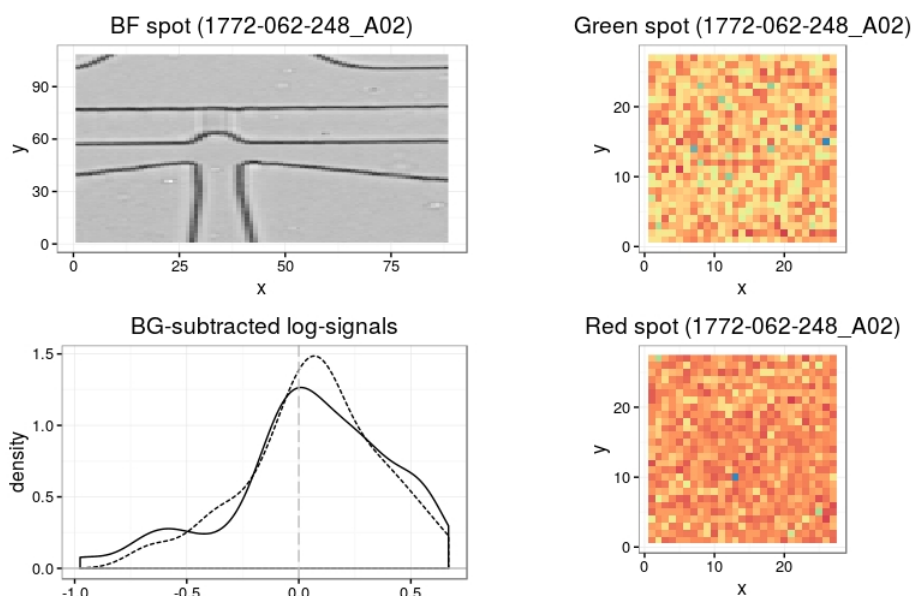 BF spot (1772-062-248_A02)
90
60
30
0
y
0 25 50 75
x
Green spot (1772-062-248_A02)
20
10
0
y
0 10 20
x
BG-subtracted log-signals
1.5
1.0
0.5
0.0
density
-1.0 -0.5 0.0 0.5
Red spot (1772-062-248_A02)
20
10
0
y
0 10 20
x